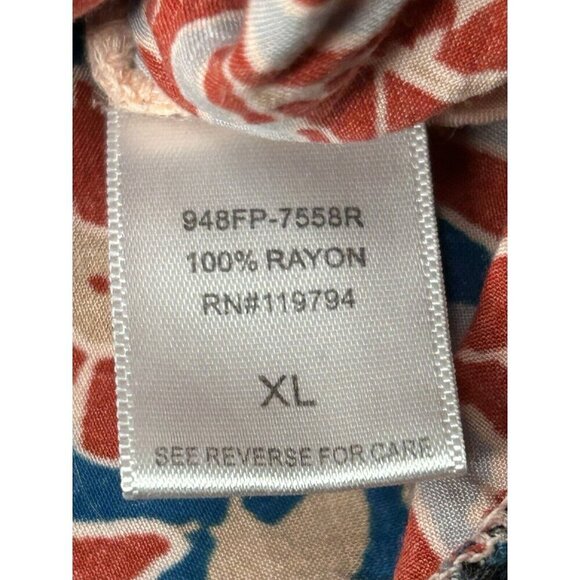 948FP-7558R
100% RAYON
RN#119794
XL
SEE REVERSE FOR CARE